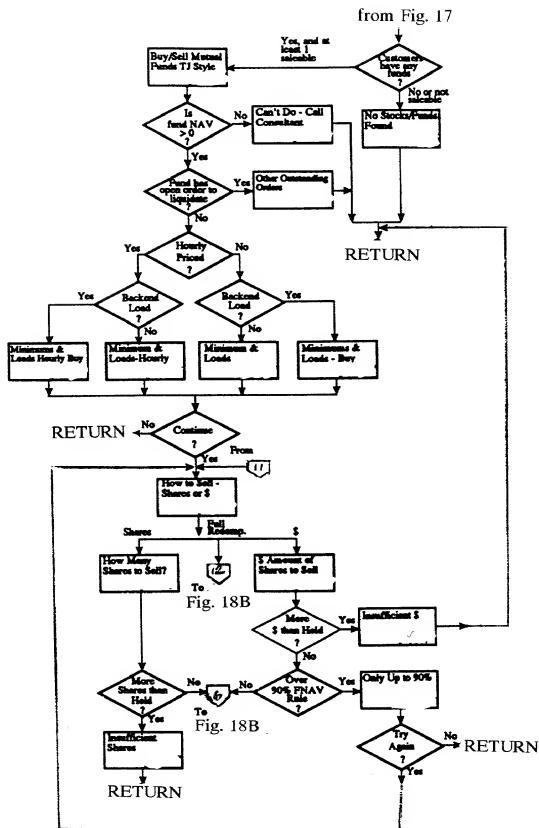 from Fig. 17
Yes, and at
least 1
saleable
Customers
have any
funds
?
No or not
saleable
Buy/Sell Mutual
Funds TJ Style
Is
fund NAV
> 0
?
No
Can't Do - Call
Consultant
No Stocks/Funds
Found
Yes
Fund has
open order to
liquidate
?
Yes
Other Outstanding
Orders
No
RETURN
Hourly
Priced
?
Yes
No
Backend
Load
?
Yes
No
Backend
Load
?
Yes
No
Minimums &
Loads Hourly Buy
Minimum &
Loads-Hourly
Minimum &
Loads
Minimums &
Loads - Buy
RETURN
No
Continue
?
Yes
From
How to Sell -
Shares or $
Shares
Full
Redemp.
$
How Many
Shares to Sell?
To
Fig. 18B
$ Amount of
Shares to Sell
More
$ than Held
?
Yes
Insufficient $
No
More
Shares than
Held
?
No
To
Fig. 18B
No
Over
90% FNAV
Rule
?
Yes
Only Up to 90%
Yes
Insufficient
Shares
RETURN
Try
Again
?
No
RETURN
Yes